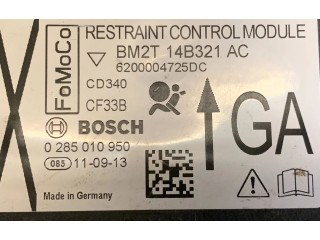 FoMoCo
RESTRAINT CONTROL MODULE
BM2T 14B321 AC
6200004725DC
CD340
CF33B
BOSCH
GA
0 285 010 950
085 11-09-13
Made in Germany